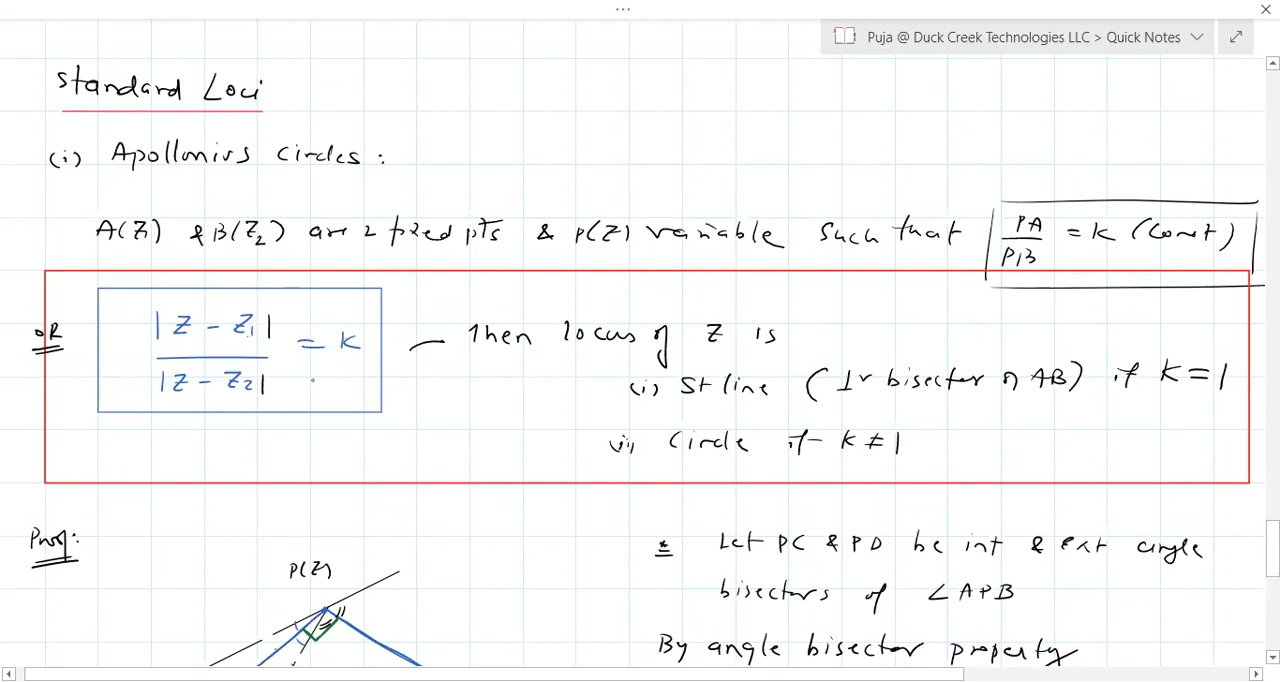 Puja @ Duck Creek Technologies LLC > Quick Notes
Standard Loci
(i) Apollonius circles :
A(Z₁) & B(Z₂) are 2 fixed pts & P(Z) variable such that PA/PB = K (const)
OR |Z - Z₁| / |Z - Z₂| = K — Then locus of Z is
(i) St line (⊥r bisector of AB) if K = 1
(ii) Circle if K ≠ 1
Proof:
* Let PC & PD be int & ext angle
P(Z)
bisectors of ∠APB
By angle bisector property